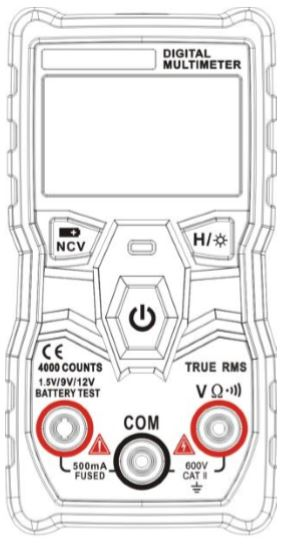 DIGITAL
MULTIMETER
NCV
H/☼
CE
4000 COUNTS
1.5V/9V/12V
BATTERY TEST
TRUE RMS
V Ω •)))
COM
500mA
FUSED
600V
CAT II